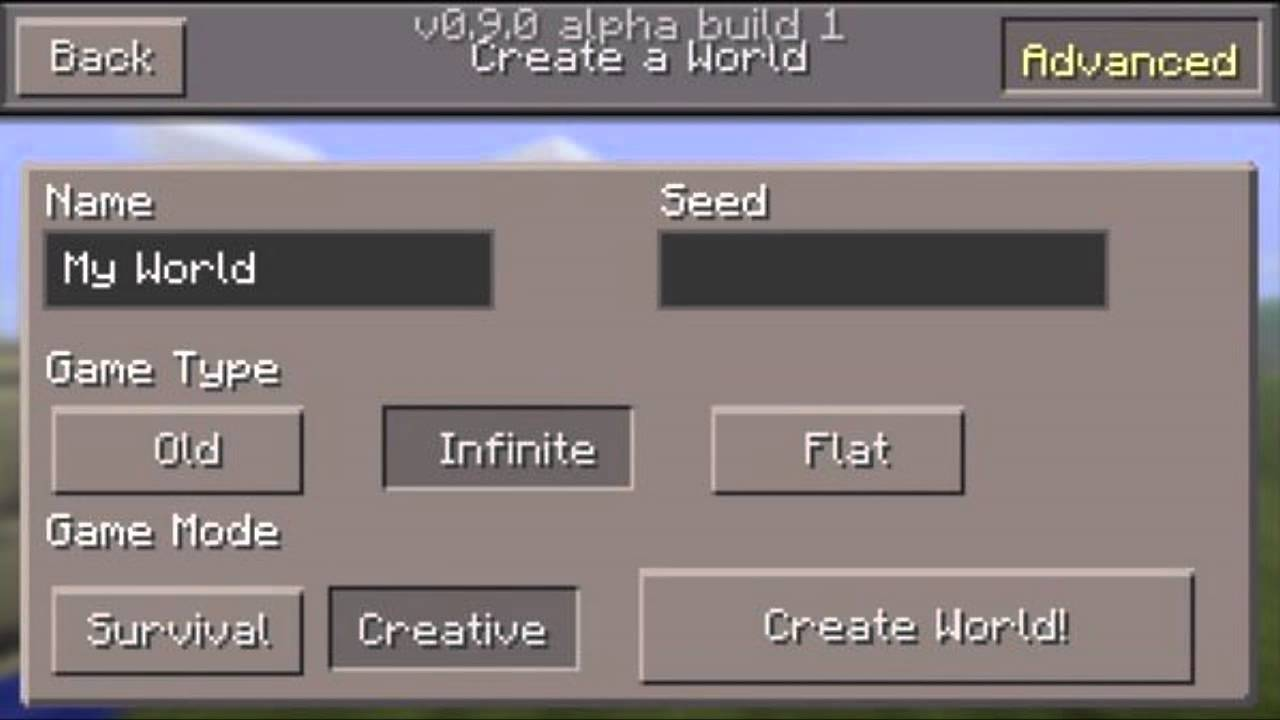 v0.9.0 alpha build 1
Back
Create a World
Advanced
Name
Seed
My World
Game Type
Old
Infinite
Flat
Game Mode
Survival
Creative
Create World!